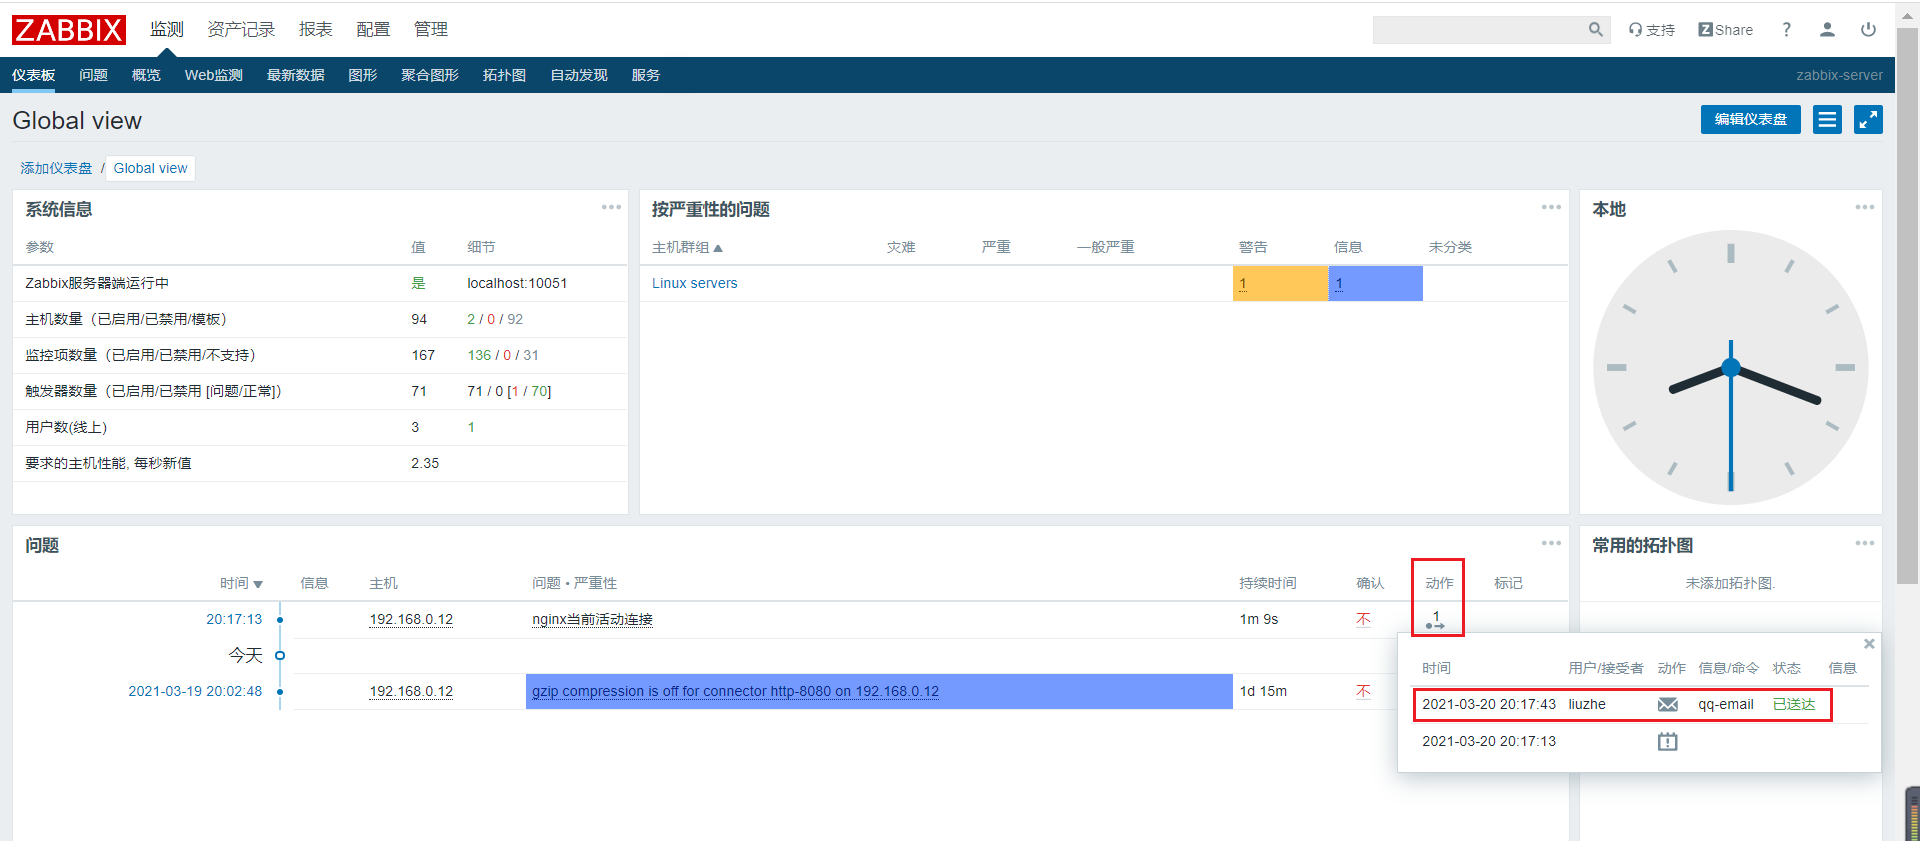 ZABBIX 监测 资产记录 报表 配置 管理 支持 Z Share ?
仪表板 问题 概览 Web监测 最新数据 图形 聚合图形 拓扑图 自动发现 服务 zabbix-server
Global view 编辑仪表盘
添加仪表盘 / Global view
系统信息
参数 值 细节
Zabbix服务器端运行中 是 localhost:10051
主机数量（已启用/已禁用/模板） 94 2 / 0 / 92
监控项数量（已启用/已禁用/不支持） 167 136 / 0 / 31
触发器数量（已启用/已禁用 [问题/正常]） 71 71 / 0 [1 / 70]
用户数(线上) 3 1
要求的主机性能, 每秒新值 2.35
按严重性的问题
主机群组 灾难 严重 一般严重 警告 信息 未分类
Linux servers 1 1
本地
问题
时间 信息 主机 问题 • 严重性 持续时间 确认 动作 标记
20:17:13 192.168.0.12 nginx当前活动连接 1m 9s 不 1
今天
2021-03-19 20:02:48 192.168.0.12 gzip compression is off for connector http-8080 on 192.168.0.12 1d 15m 不
常用的拓扑图
未添加拓扑图.
时间 用户/接受者 动作 信息/命令 状态 信息
2021-03-20 20:17:43 liuzhe qq-email 已送达
2021-03-20 20:17:13